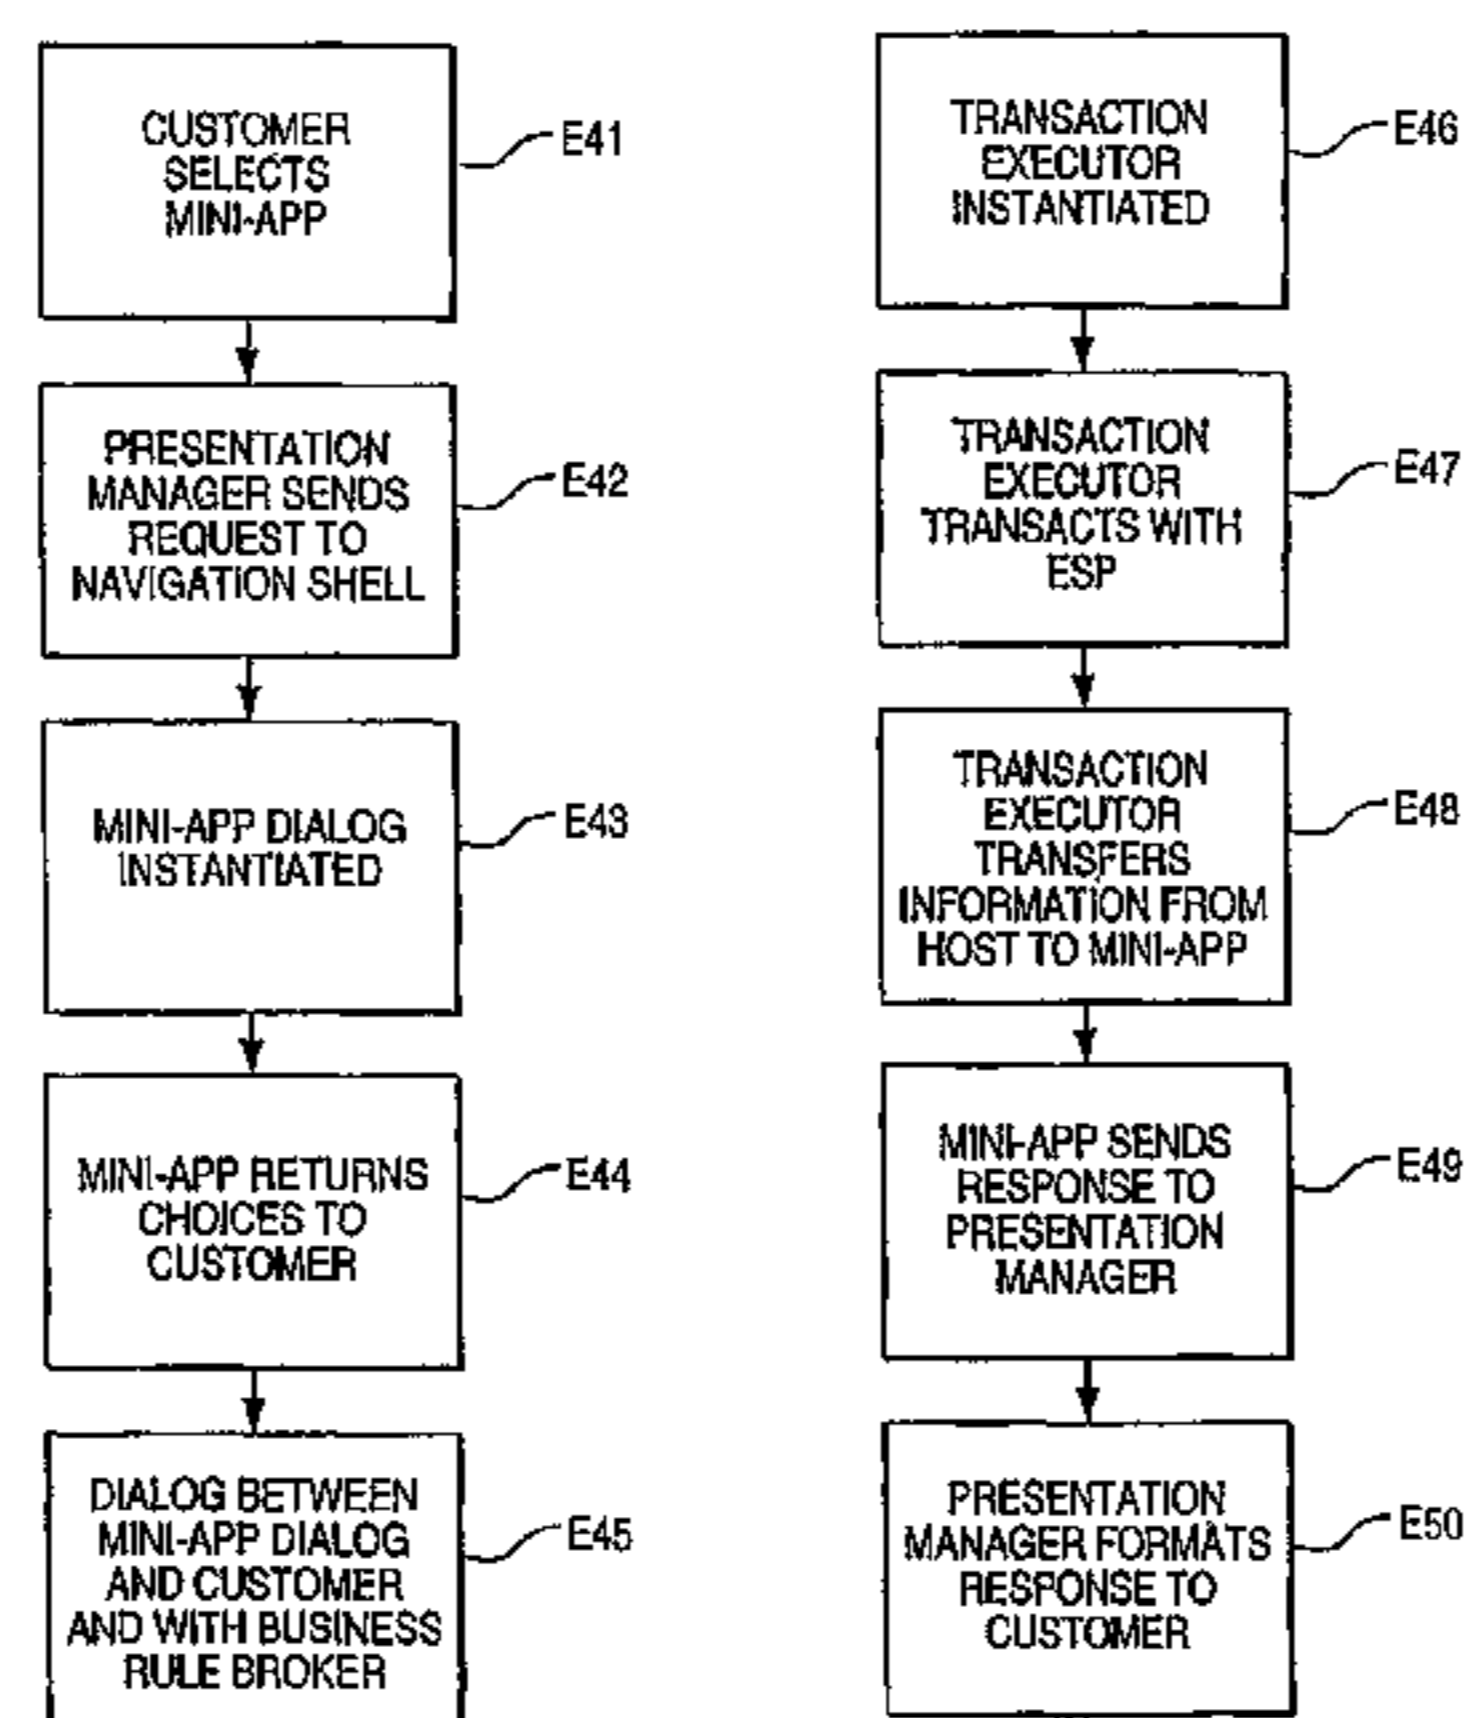 CUSTOMER
SELECTS
MINI-APP
E41
PRESENTATION
MANAGER SENDS
REQUEST TO
NAVIGATION SHELL
E42
MINI-APP DIALOG
INSTANTIATED
E43
MINI-APP RETURNS
CHOICES TO
CUSTOMER
E44
DIALOG BETWEEN
MINI-APP DIALOG
AND CUSTOMER
AND WITH BUSINESS
RULE BROKER
E45
TRANSACTION
EXECUTOR
INSTANTIATED
E46
TRANSACTION
EXECUTOR
TRANSACTS WITH
ESP
E47
TRANSACTION
EXECUTOR
TRANSFERS
INFORMATION FROM
HOST TO MINI-APP
E48
MINI-APP SENDS
RESPONSE TO
PRESENTATION
MANAGER
E49
PRESENTATION
MANAGER FORMATS
RESPONSE TO
CUSTOMER
E50